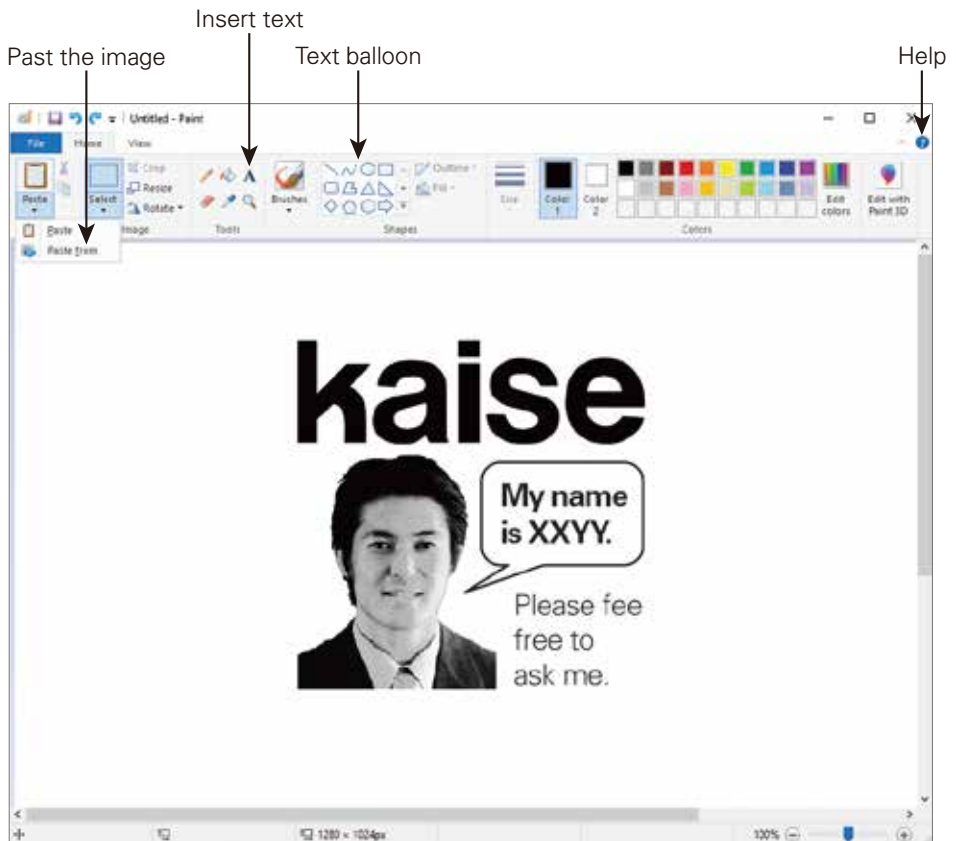 Insert text
Past the image
Text balloon
Help
Untitled - Paint
File
Home
View
Paste
Select
Crop
Resize
Rotate
A
Brushes
Outline
Fill
Size
Color
1
Color
2
Edit
colors
Edit with
Paint 3D
Paste
Paste from
Image
Tools
Shapes
Colors
kaise
My name
is XXYY.
Please fee
free to
ask me.
1280 × 1024px
100%